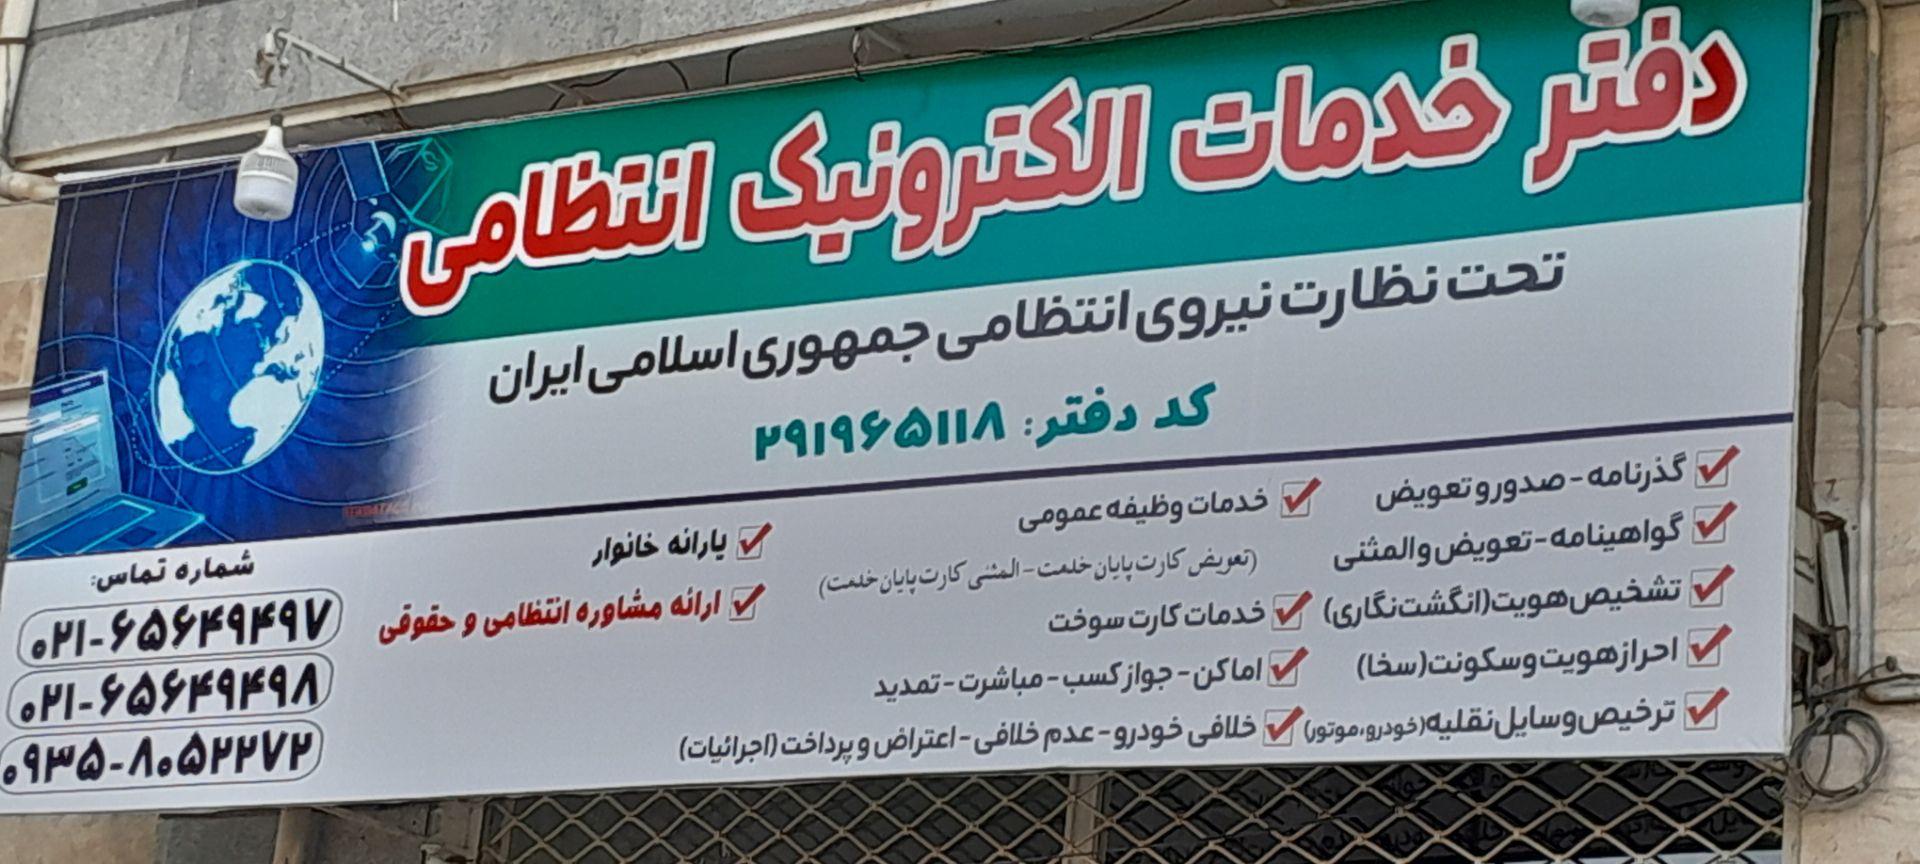 دفتر خدمات الکترونیک انتظامی
تحت نظارت نیروی انتظامی جمهوری اسلامی ایران
کد دفتر: ۲۹۱۹۶۵۱۱۸
گذرنامه - صدور و تعویض
گواهینامه - تعویض و المثنی
تشخیص هویت (انگشت نگاری)
احراز هویت و سکونت (سخا)
ترخیص وسایل نقلیه (خودرو، موتور)
خدمات وظیفه عمومی
(تعویض کارت پایان خدمت - المثنی کارت پایان خدمت)
خدمات کارت سوخت
اماکن - جواز کسب - مباشرت - تمدید
خلافی خودرو - عدم خلافی - اعتراض و پرداخت (اجرائیات)
یارانه خانوار
ارائه مشاوره انتظامی و حقوقی
شماره تماس:
۰۲۱-۶۵۶۴۹۴۹۷
۰۲۱-۶۵۶۴۹۴۹۸
۰۹۳۵-۸۰۵۲۲۷۲